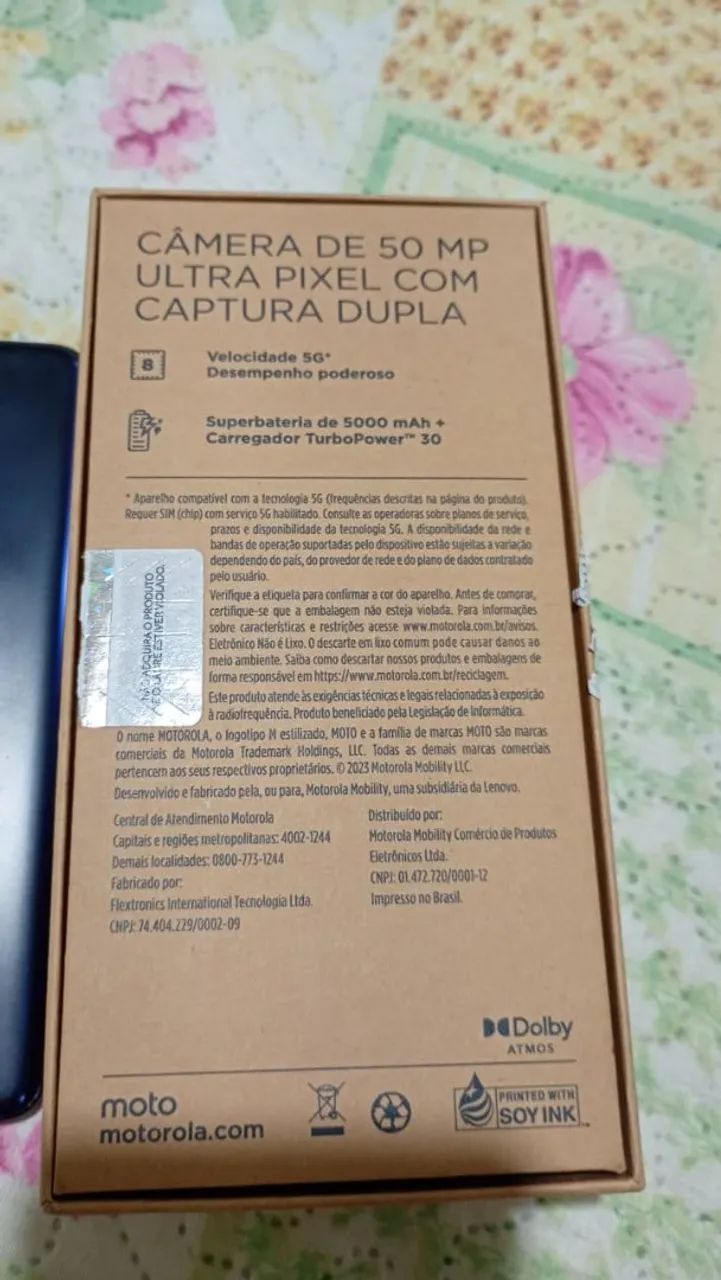 CÂMERA DE 50 MP
ULTRA PIXEL COM
CAPTURA DUPLA
8
Velocidade 5G*
Desempenho poderoso
Superbateria de 5000 mAh +
Carregador TurboPower™ 30
* Aparelho compatível com a tecnologia 5G (frequências descritas na página do produto).
Requer SIM (chip) com serviço 5G habilitado. Consulte as operadoras sobre planos de serviço,
prazos e disponibilidade da tecnologia 5G. A disponibilidade da rede e
bandas de operação suportadas pelo dispositivo estão sujeitas a variação
dependendo do país, do provedor de rede e do plano de dados contratado
pelo usuário.
Verifique a etiqueta para confirmar a cor do aparelho. Antes de comprar,
certifique-se que a embalagem não esteja violada. Para informações
sobre características e restrições acesse www.motorola.com.br/avisos.
Eletrônico Não é Lixo. O descarte em lixo comum pode causar danos ao
meio ambiente. Saiba como descartar nossos produtos e embalagens de
forma responsável em https://www.motorola.com.br/reciclagem.
Este produto atende às exigências técnicas e legais relacionadas à exposição
à radiofrequência. Produto beneficiado pela Legislação de Informática.
NÃO ADQUIRA O PRODUTO
SE O LACRE ESTIVER VIOLADO.
O nome MOTOROLA, o logotipo M estilizado, MOTO e a família de marcas MOTO são marcas
comerciais da Motorola Trademark Holdings, LLC. Todas as demais marcas comerciais
pertencem aos seus respectivos proprietários. © 2023 Motorola Mobility LLC.
Desenvolvido e fabricado pela, ou para, Motorola Mobility, uma subsidiária da Lenovo.
Central de Atendimento Motorola
Capitais e regiões metropolitanas: 4002-1244
Demais localidades: 0800-773-1244
Fabricado por:
Flextronics International Tecnologia Ltda.
CNPJ: 74.404.229/0002-09
Distribuído por:
Motorola Mobility Comércio de Produtos
Eletrônicos Ltda.
CNPJ: 01.472.720/0001-12
Impresso no Brasil.
Dolby
ATMOS
moto
motorola.com
PRINTED WITH
SOY INK™